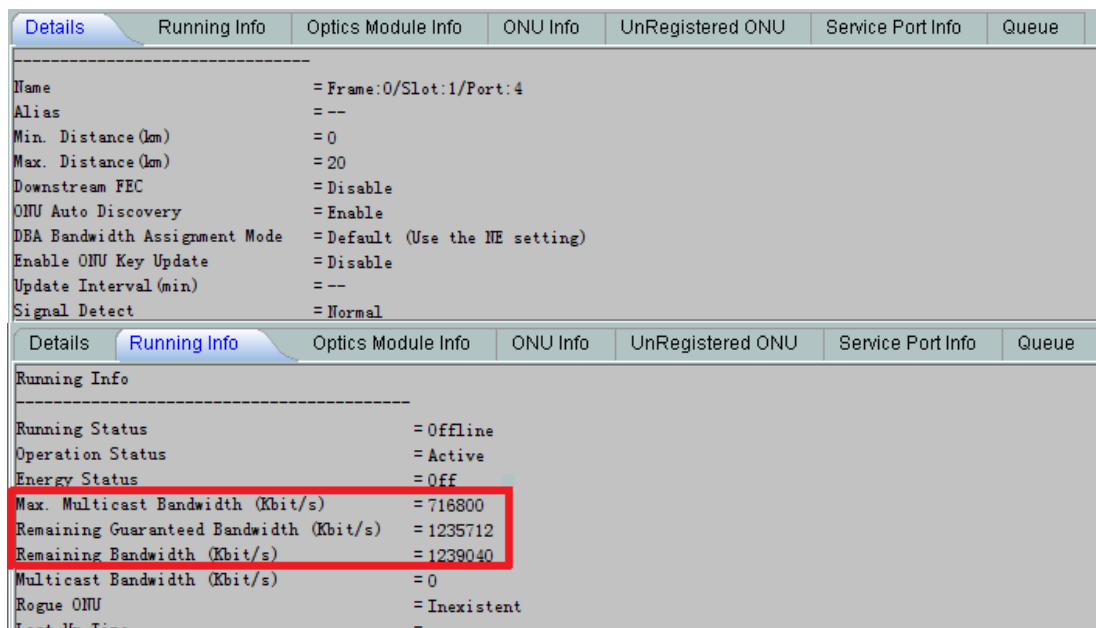 Details Running Info Optics Module Info ONU Info UnRegistered ONU Service Port Info Queue
--------------------------------
Name = Frame:0/Slot:1/Port:4
Alias = --
Min. Distance(km) = 0
Max. Distance(km) = 20
Downstream FEC = Disable
ONU Auto Discovery = Enable
DBA Bandwidth Assignment Mode = Default (Use the NE setting)
Enable ONU Key Update = Disable
Update Interval(min) = --
Signal Detect = Normal
Details Running Info Optics Module Info ONU Info UnRegistered ONU Service Port Info Queue
Running Info
-------------------------------------------
Running Status = Offline
Operation Status = Active
Energy Status = Off
Max. Multicast Bandwidth (Kbit/s) = 716800
Remaining Guaranteed Bandwidth (Kbit/s) = 1235712
Remaining Bandwidth (Kbit/s) = 1239040
Multicast Bandwidth (Kbit/s) = 0
Rogue ONU = Inexistent